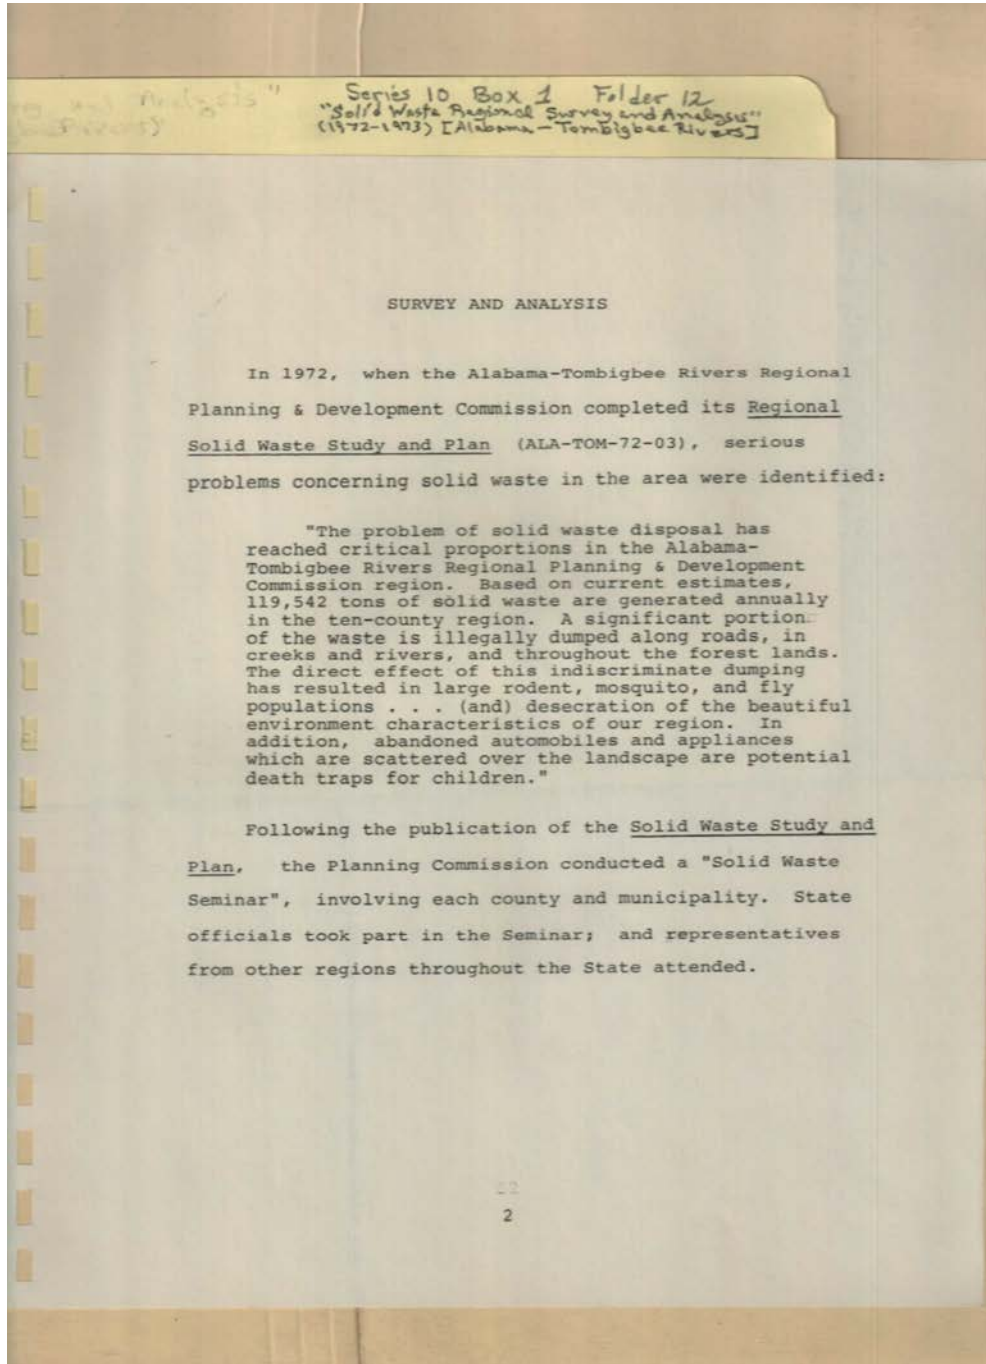 Series 10 Box 1 Folder 12
"Solid Waste Regional Survey and Analysis"
(1972-1973) [Alabama - Tombigbee Rivers]
SURVEY AND ANALYSIS
In 1972, when the Alabama-Tombigbee Rivers Regional
Planning & Development Commission completed its Regional
Solid Waste Study and Plan (ALA-TOM-72-03), serious
problems concerning solid waste in the area were identified:
"The problem of solid waste disposal has
reached critical proportions in the Alabama-
Tombigbee Rivers Regional Planning & Development
Commission region. Based on current estimates,
119,542 tons of solid waste are generated annually
in the ten-county region. A significant portion
of the waste is illegally dumped along roads, in
creeks and rivers, and throughout the forest lands.
The direct effect of this indiscriminate dumping
has resulted in large rodent, mosquito, and fly
populations . . . (and) desecration of the beautiful
environment characteristics of our region. In
addition, abandoned automobiles and appliances
which are scattered over the landscape are potential
death traps for children."
Following the publication of the Solid Waste Study and
Plan, the Planning Commission conducted a "Solid Waste
Seminar", involving each county and municipality. State
officials took part in the Seminar; and representatives
from other regions throughout the State attended.
2